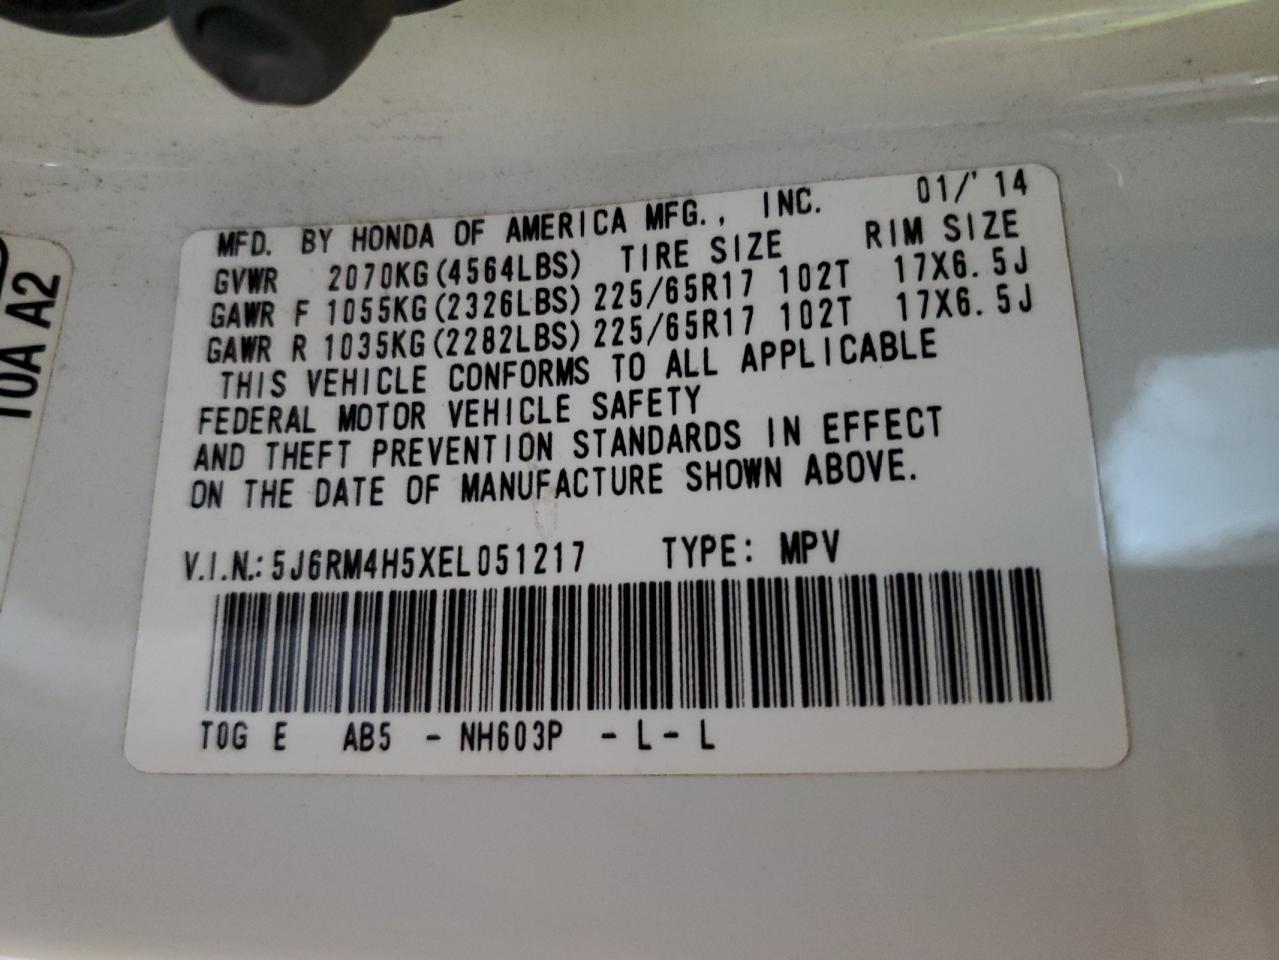 MFD. BY HONDA OF AMERICA MFG., INC. 01/'14
GVWR 2070KG(4564LBS) TIRE SIZE RIM SIZE
GAWR F 1055KG(2326LBS) 225/65R17 102T 17X6.5J
GAWR R 1035KG(2282LBS) 225/65R17 102T 17X6.5J
THIS VEHICLE CONFORMS TO ALL APPLICABLE
FEDERAL MOTOR VEHICLE SAFETY
AND THEFT PREVENTION STANDARDS IN EFFECT
ON THE DATE OF MANUFACTURE SHOWN ABOVE.
V.I.N.: 5J6RM4H5XEL051217 TYPE: MPV
T0G E AB5 - NH603P - L - L
10A A2